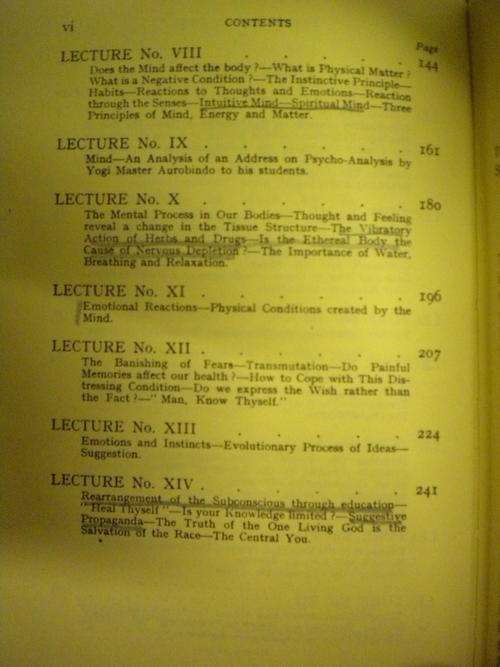 vi CONTENTS
Page
LECTURE No. VIII . . . . . . 144
Does the Mind affect the body ?—What is Physical Matter ?
What is a Negative Condition ?—The Instinctive Principle—
Habits—Reactions to Thoughts and Emotions—Reaction
through the Senses—Intuitive Mind—Spiritual Mind—Three
Principles of Mind, Energy and Matter.
LECTURE No. IX . . . . . . 161
Mind—An Analysis of an Address on Psycho-Analysis by
Yogi Master Aurobindo to his students.
LECTURE No. X . . . . . . 180
The Mental Process in Our Bodies—Thought and Feeling
reveal a change in the Tissue Structure—The Vibratory
Action of Herbs and Drugs—Is the Ethereal Body the
Cause of Nervous Depletion ?—The Importance of Water,
Breathing and Relaxation.
LECTURE No. XI . . . . . . 196
Emotional Reactions—Physical Conditions created by the
Mind.
LECTURE No. XII . . . . . . 207
The Banishing of Fears—Transmutation—Do Painful
Memories affect our health ?—How to Cope with This Dis-
tressing Condition—Do we express the Wish rather than
the Fact ?—" Man, Know Thyself."
LECTURE No. XIII . . . . . . 224
Emotions and Instincts—Evolutionary Process of Ideas—
Suggestion.
LECTURE No. XIV . . . . . . 241
Rearrangement of the Subconscious through education—
"Heal Thyself"—Is your Knowledge limited ?—Suggestive
Propaganda—The Truth of the One Living God is the
Salvation of the Race—The Central You.